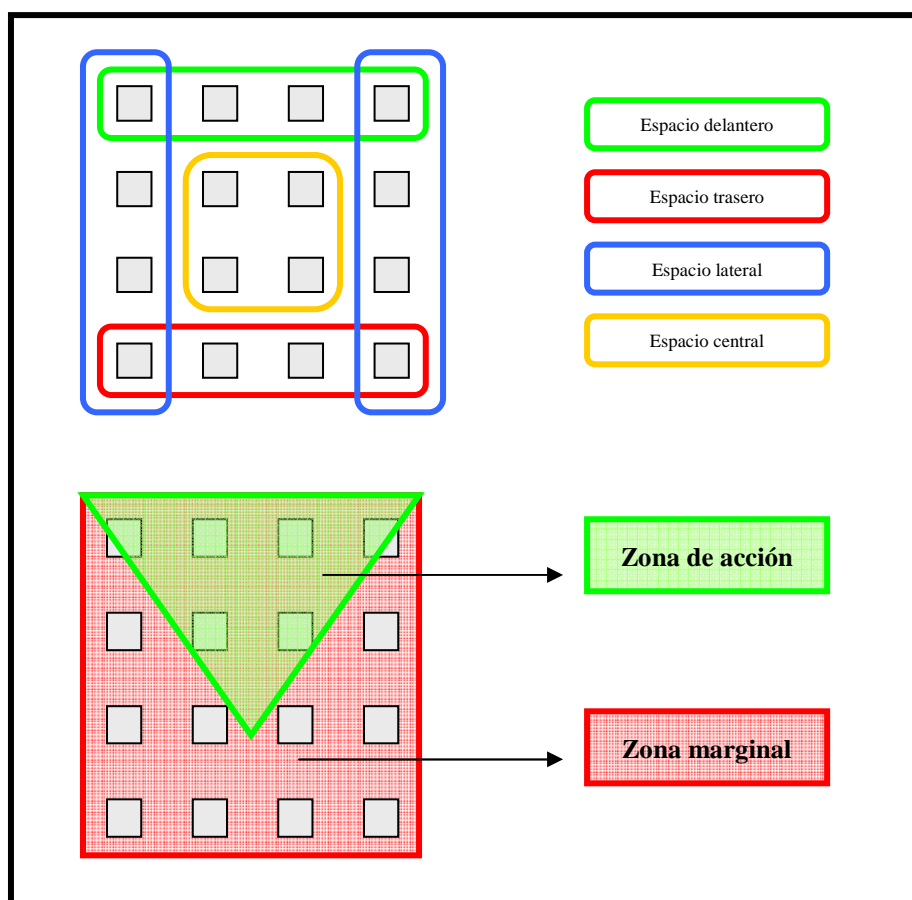 Espacio delantero
Espacio trasero
Espacio lateral
Espacio central
Zona de acción
Zona marginal